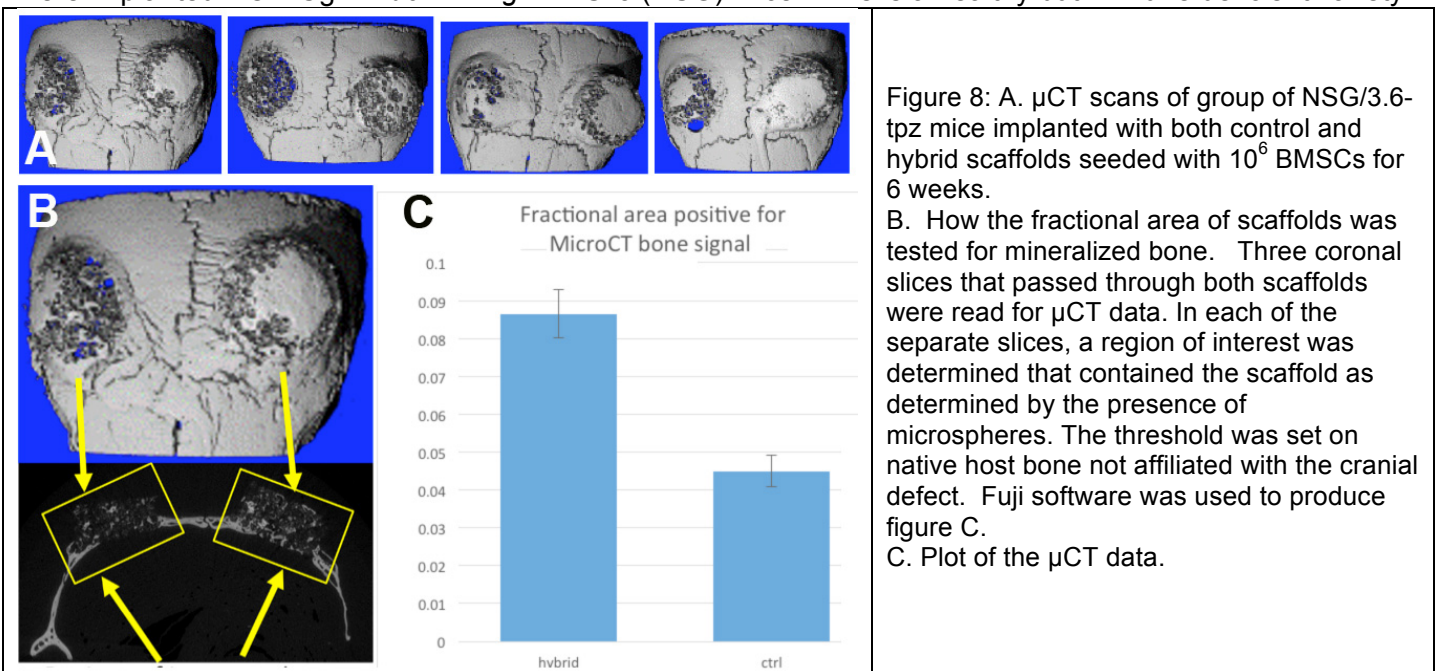 A
B
C
Fractional area positive for
MicroCT bone signal
0.1
0.09
0.08
0.07
0.06
0.05
0.04
0.03
0.02
0.01
0
hybrid
ctrl
Figure 8: A. µCT scans of group of NSG/3.6-
tpz mice implanted with both control and
hybrid scaffolds seeded with 10⁶ BMSCs for
6 weeks.
B. How the fractional area of scaffolds was
tested for mineralized bone. Three coronal
slices that passed through both scaffolds
were read for µCT data. In each of the
separate slices, a region of interest was
determined that contained the scaffold as
determined by the presence of
microspheres. The threshold was set on
native host bone not affiliated with the cranial
defect. Fuji software was used to produce
figure C.
C. Plot of the µCT data.